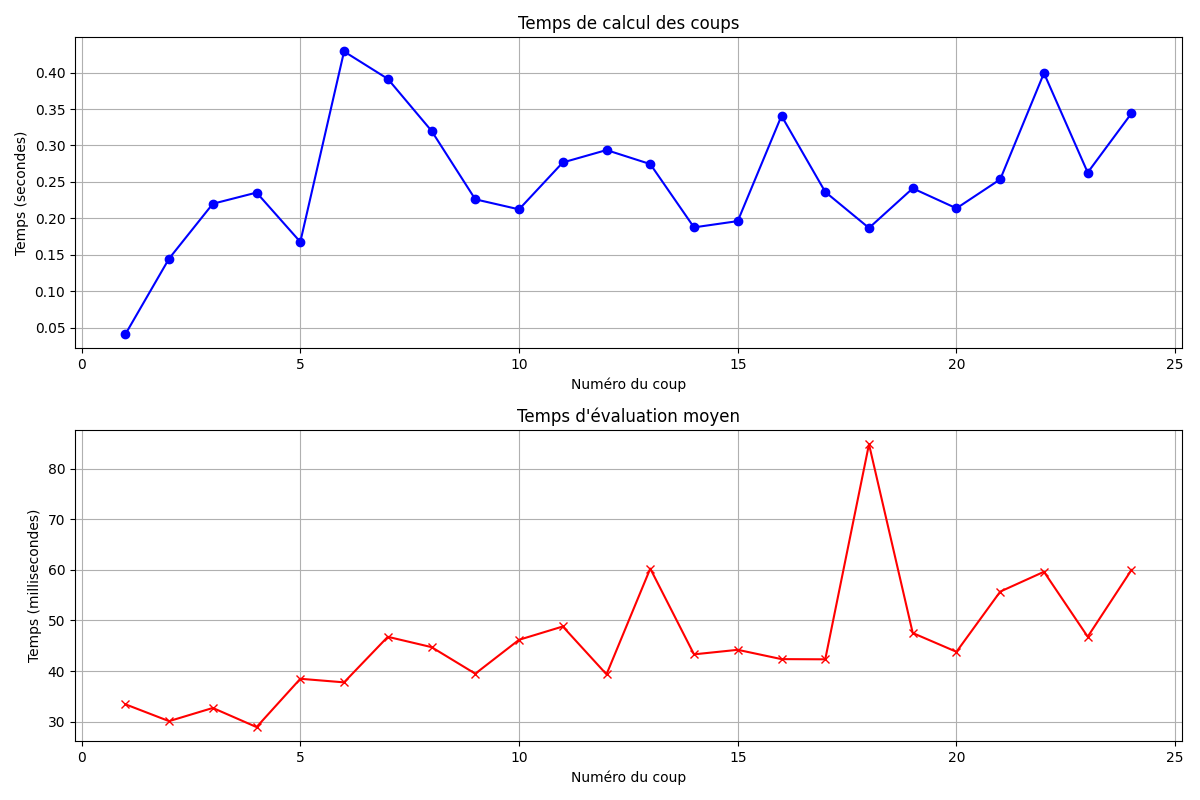 Temps de calcul des coups
Temps (secondes)
0.40
0.35
0.30
0.25
0.20
0.15
0.10
0.05
0 5 10 15 20 25
Numéro du coup
Temps d'évaluation moyen
Temps (millisecondes)
80
70
60
50
40
30
0 5 10 15 20 25
Numéro du coup